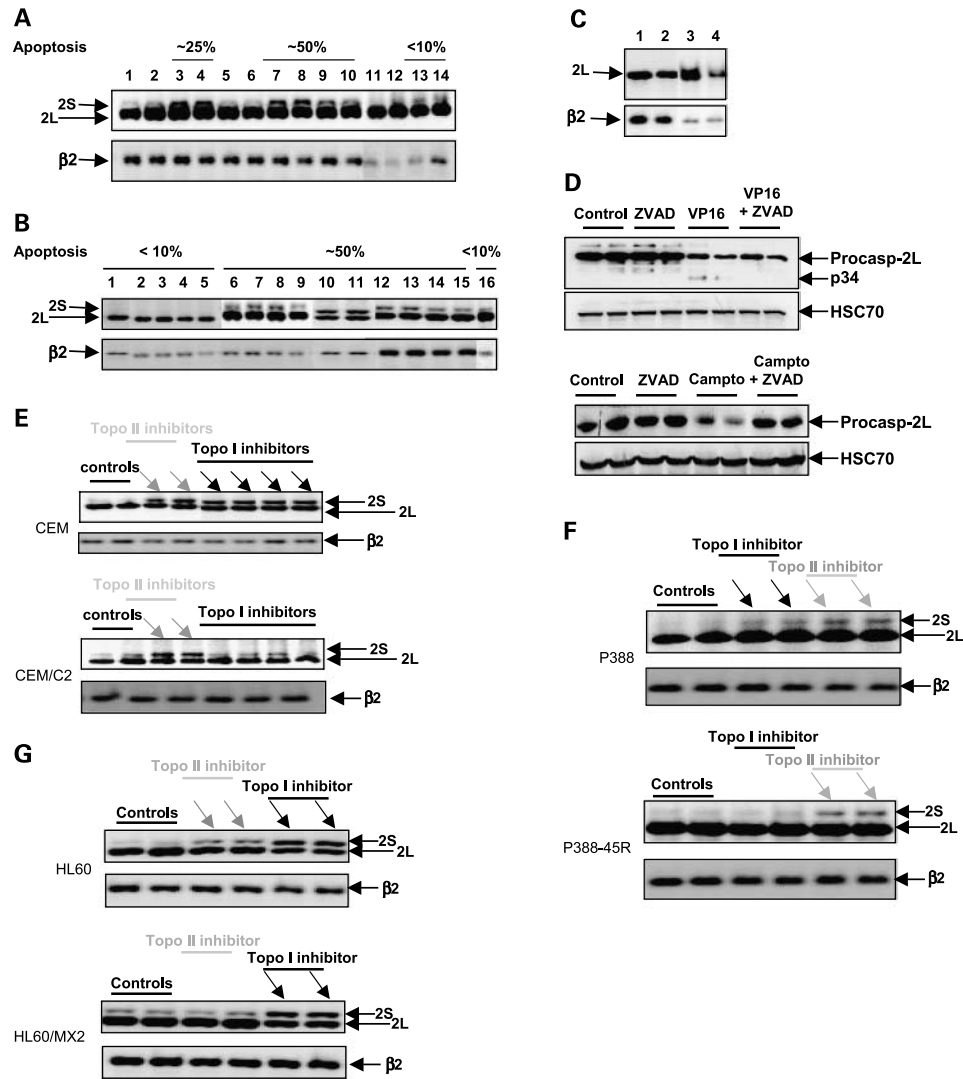 A
Apoptosis ~25% ~50% <10%
1 2 3 4 5 6 7 8 9 10 11 12 13 14
2S
2L
β2
B
Apoptosis < 10% ~50% <10%
1 2 3 4 5 6 7 8 9 10 11 12 13 14 15 16
2S
2L
β2
C
1 2 3 4
2L
β2
D
Control ZVAD VP16 VP16
+ ZVAD
Procasp-2L
p34
HSC70
Control ZVAD Campto Campto
+ ZVAD
Procasp-2L
HSC70
E
Topo II inhibitors
controls Topo I inhibitors
2S
2L
CEM
β2
Topo II inhibitors
controls Topo I inhibitors
2S
2L
CEM/C2
β2
F
Topo I inhibitor
Topo II inhibitor
Controls
2S
2L
P388
β2
Topo I inhibitor
Topo II inhibitor
Controls
2S
2L
P388-45R
β2
G
Topo II inhibitor
Topo I inhibitor
Controls
2S
2L
HL60
β2
Topo II inhibitor
Topo I inhibitor
Controls
2S
2L
HL60/MX2
β2